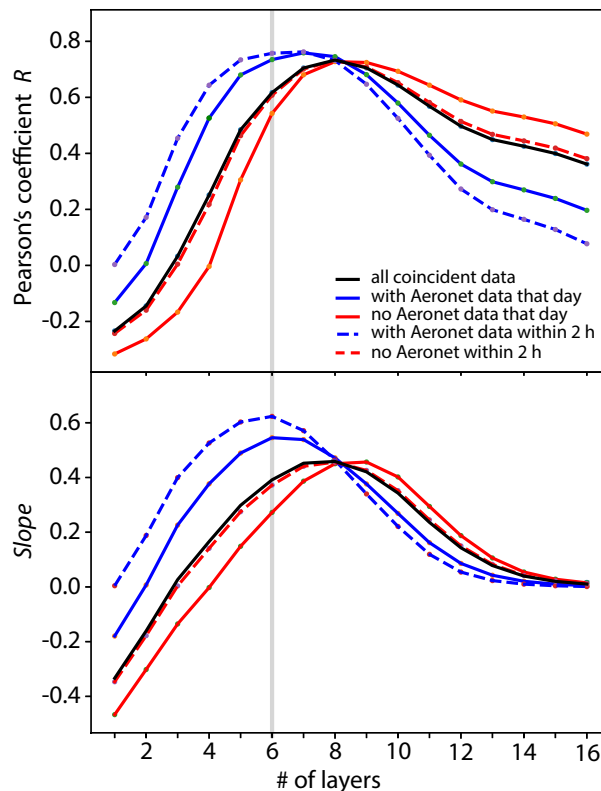 0.8
0.6
0.4
0.2
0.0
-0.2
Pearson's coefficient R
all coincident data
with Aeronet data that day
no Aeronet data that day
with Aeronet data within 2 h
no Aeronet within 2 h
0.6
0.4
0.2
0.0
-0.2
-0.4
Slope
2 4 6 8 10 12 14 16
# of layers